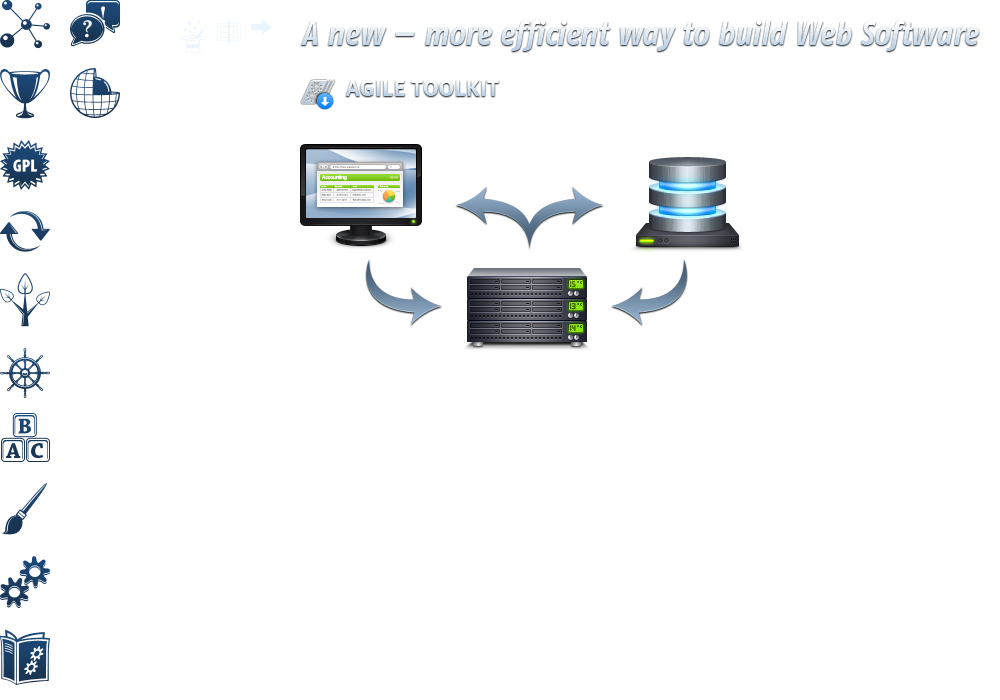 A new – more efficient way to build Web Software
AGILE TOOLKIT
Accounting
GPL
B
A C